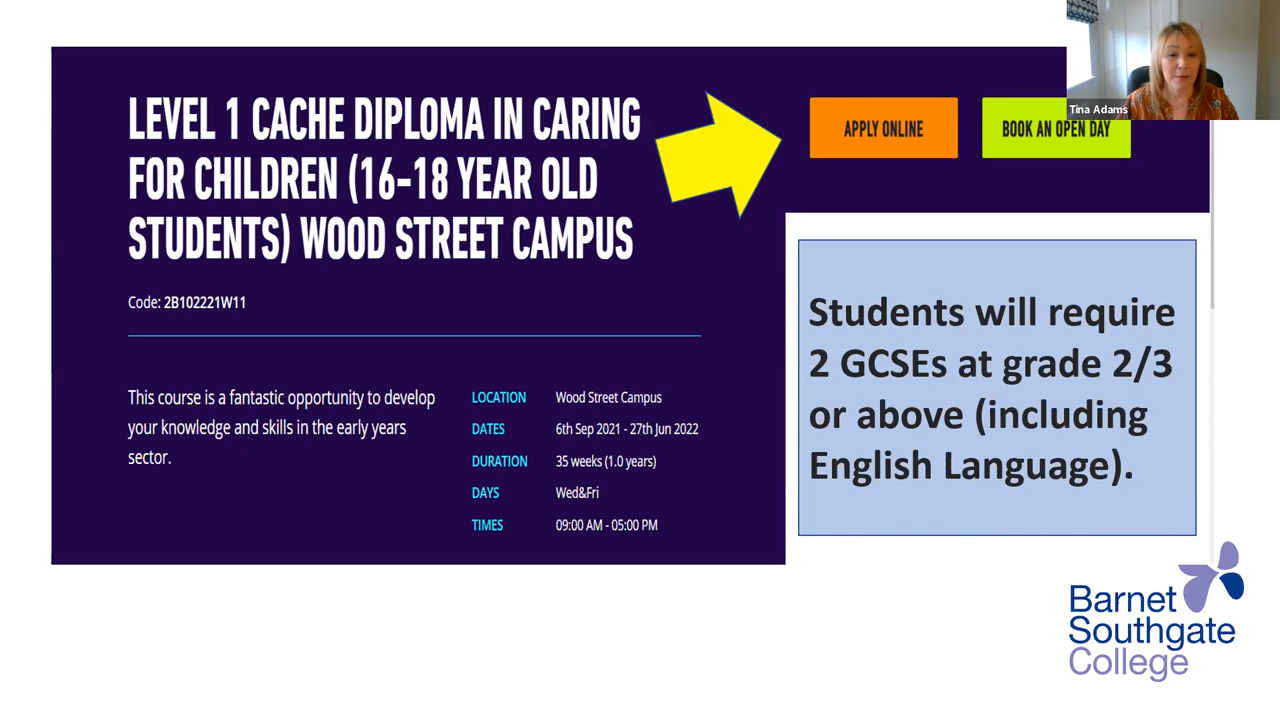 Tina Adams
LEVEL 1 CACHE DIPLOMA IN CARING
FOR CHILDREN (16-18 YEAR OLD
STUDENTS) WOOD STREET CAMPUS
APPLY ONLINE
BOOK AN OPEN DAY
Code: 2B102221W11
This course is a fantastic opportunity to develop
your knowledge and skills in the early years
sector.
LOCATION Wood Street Campus
DATES 6th Sep 2021 - 27th Jun 2022
DURATION 35 weeks (1.0 years)
DAYS Wed&Fri
TIMES 09:00 AM - 05:00 PM
Students will require
2 GCSEs at grade 2/3
or above (including
English Language).
Barnet
Southgate
College